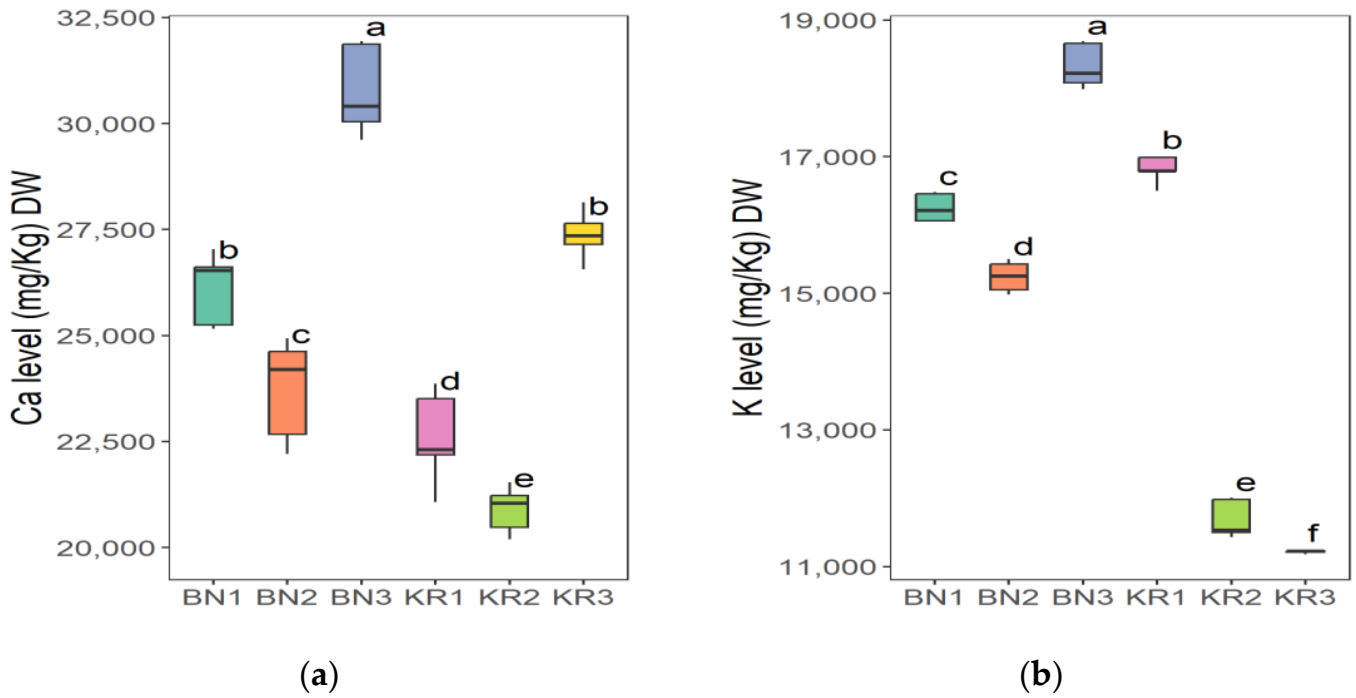 Ca level (mg/Kg) DW
32,500
30,000
27,500
25,000
22,500
20,000
b
c
a
d
e
b
BN1 BN2 BN3 KR1 KR2 KR3
(a)
K level (mg/Kg) DW
19,000
17,000
15,000
13,000
11,000
c
d
a
b
e
f
BN1 BN2 BN3 KR1 KR2 KR3
(b)